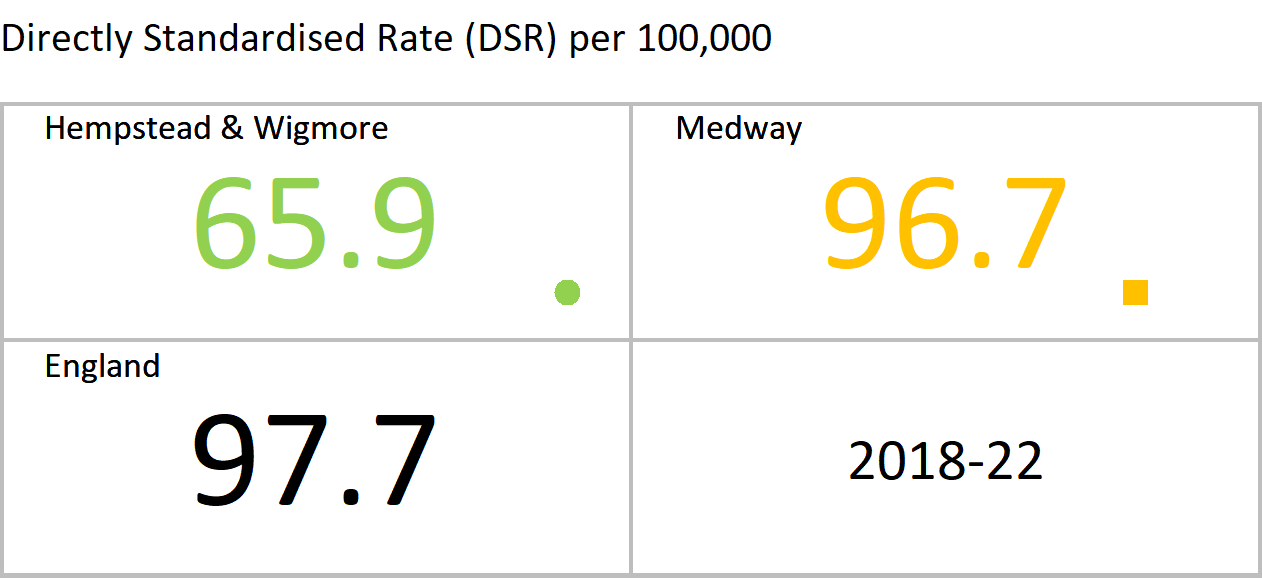 Directly Standardised Rate (DSR) per 100,000
Hempstead & Wigmore
65.9
Medway
96.7
England
97.7
2018-22